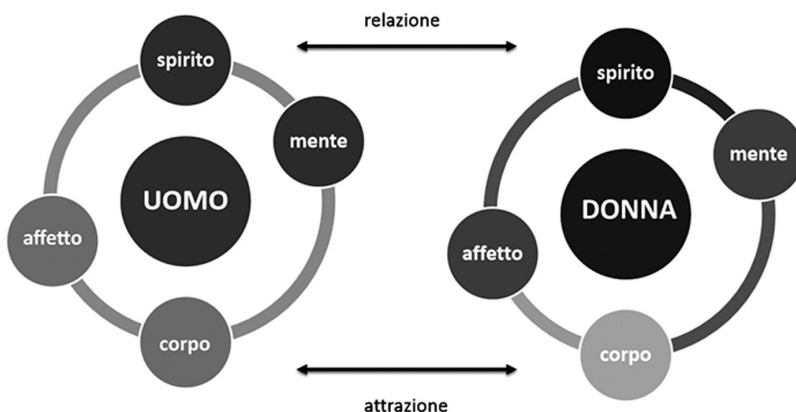 relazione
spirito
mente
UOMO
affetto
corpo
spirito
mente
DONNA
affetto
corpo
attrazione